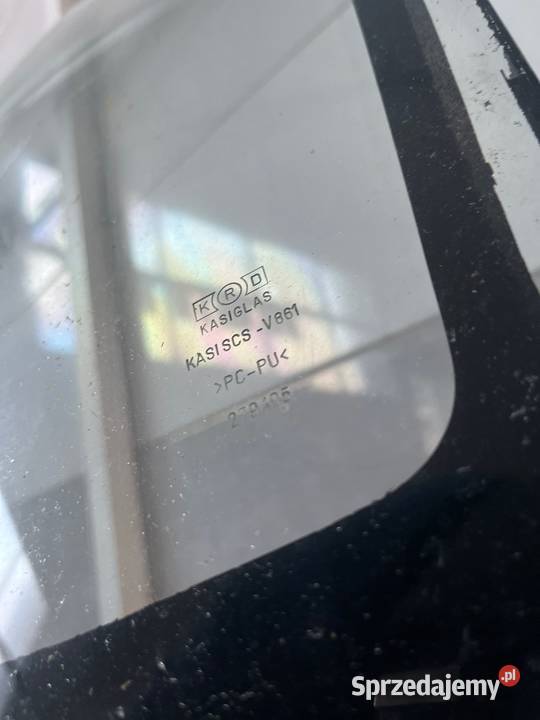 KRD
KASIGLAS
KASI SCS-V861
>PC-PU<
Sprzedajemy.pl